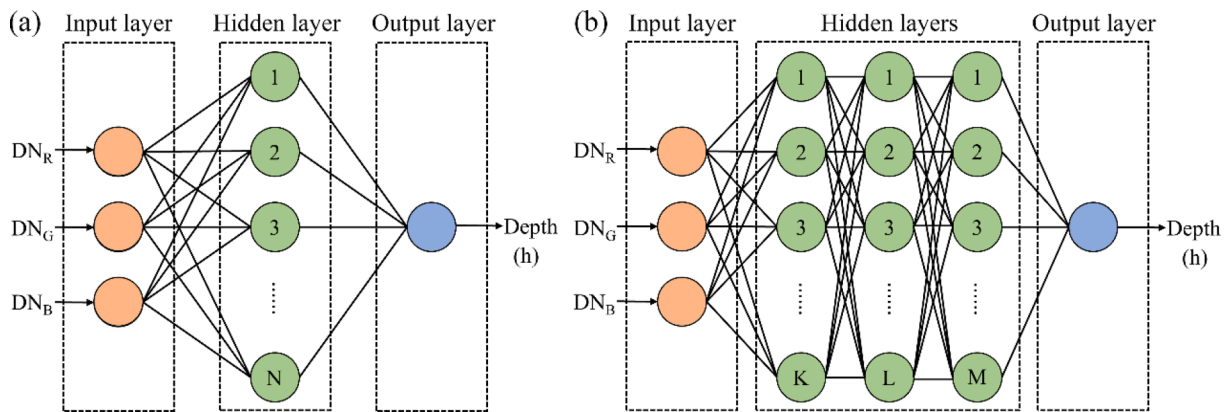 (a)
Input layer
Hidden layer
Output layer
DN_R
DN_G
DN_B
1
2
3
......
N
Depth
(h)
(b)
Input layer
Hidden layers
Output layer
DN_R
DN_G
DN_B
1 1 1
2 2 2
3 3 3
...... ...... ......
K L M
Depth
(h)